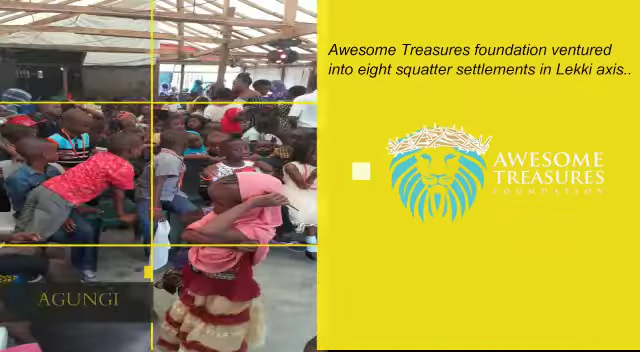 Awesome Treasures foundation ventured
into eight squatter settlements in Lekki axis..
AWESOME
TREASURES
FOUNDATION
AGUNGI